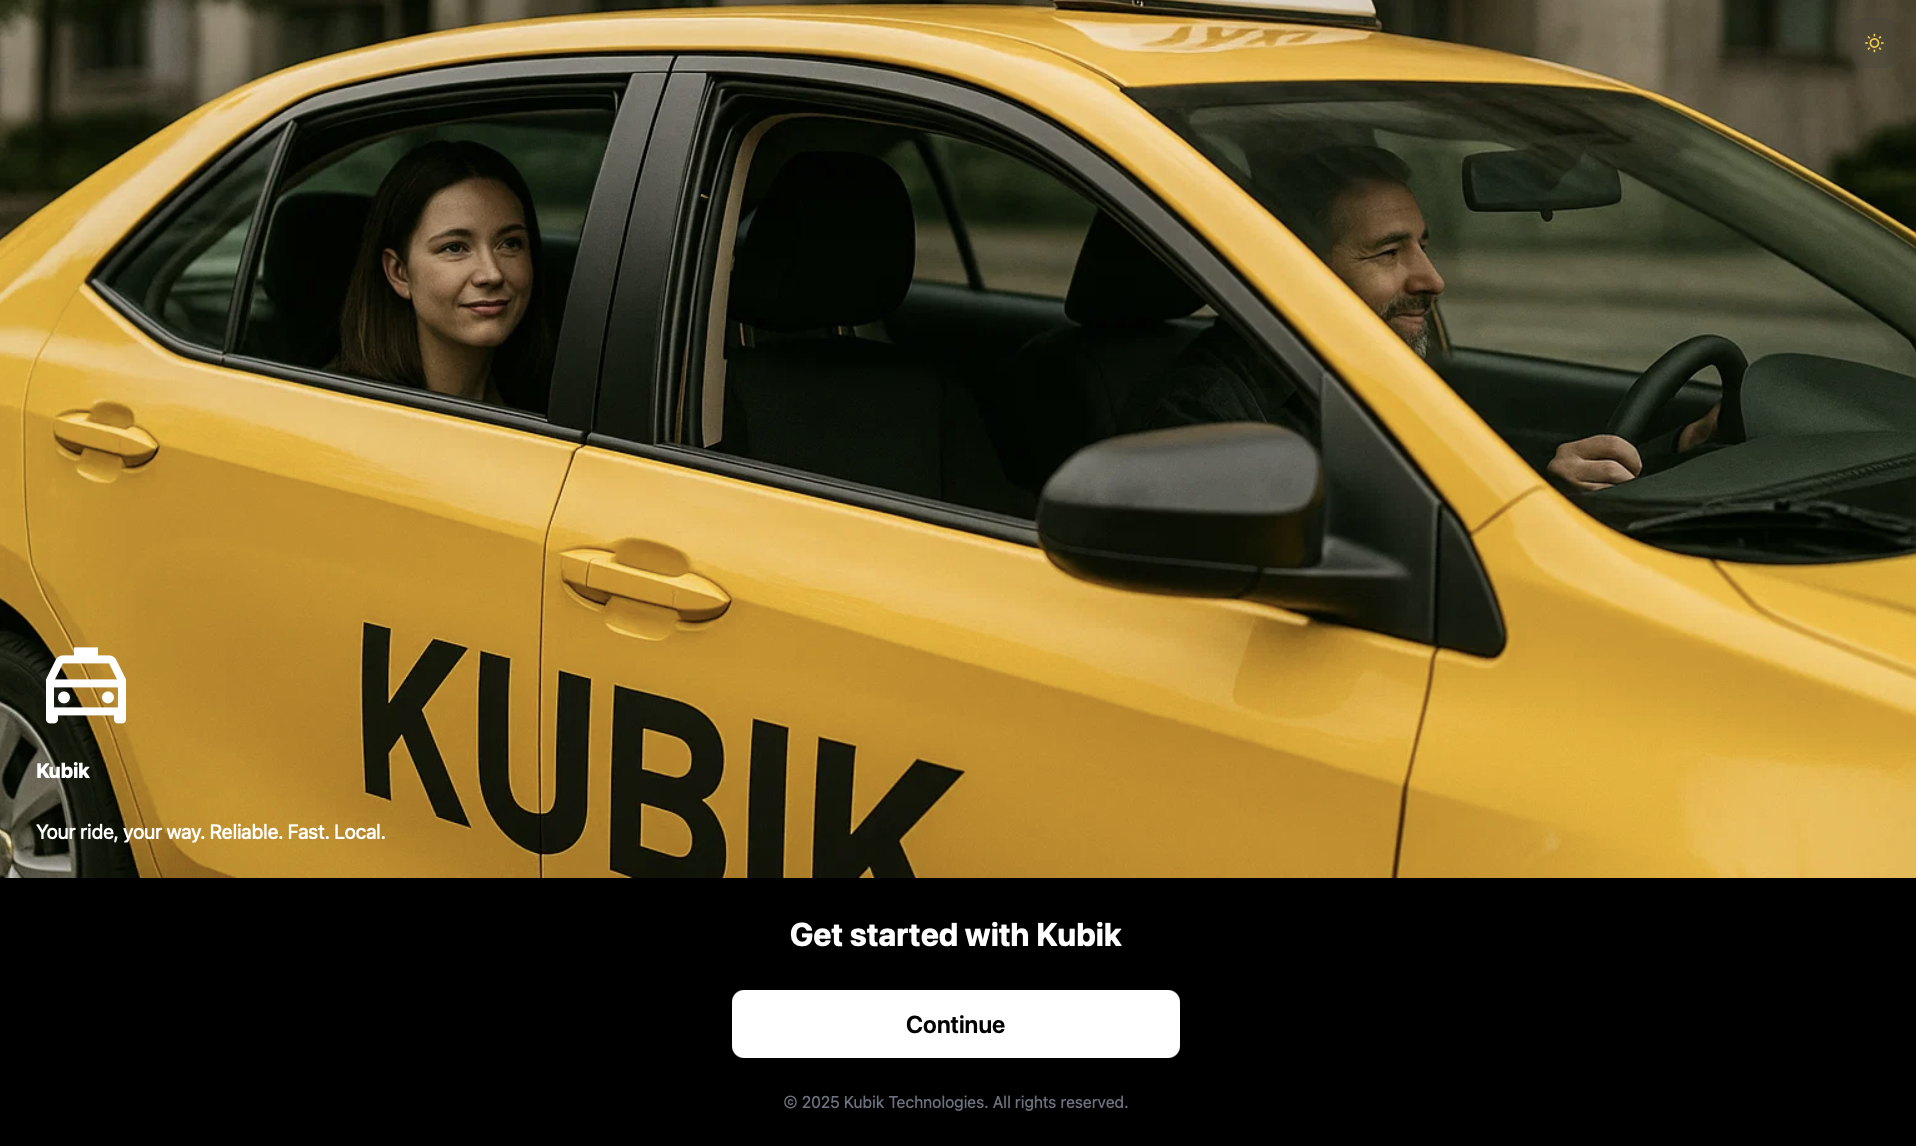 KUBIK
Kubik
Your ride, your way. Reliable. Fast. Local.
Get started with Kubik
Continue
© 2025 Kubik Technologies. All rights reserved.